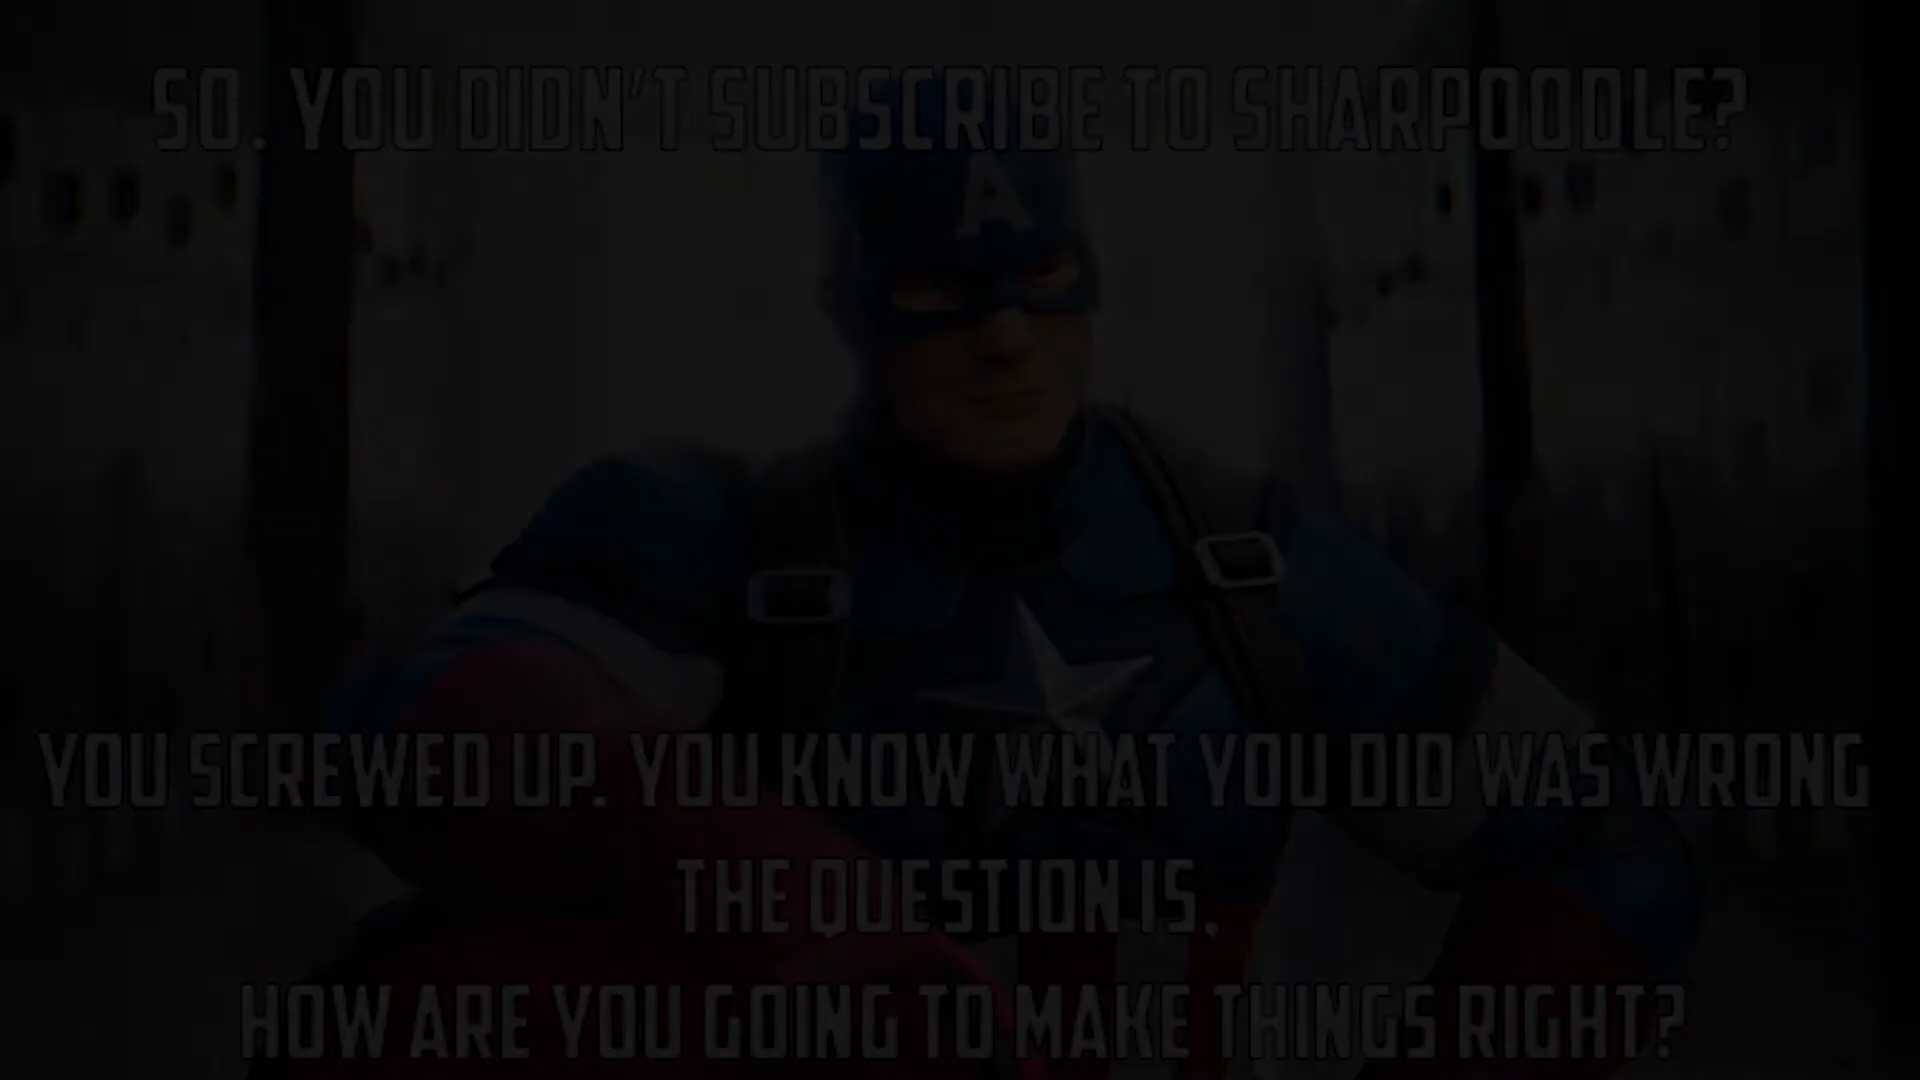 SO. YOU DIDN'T SUBSCRIBE TO SHARPOODLE?
A
YOU SCREWED UP. YOU KNOW WHAT YOU DID WAS WRONG
THE QUESTION IS,
HOW ARE YOU GOING TO MAKE THINGS RIGHT?